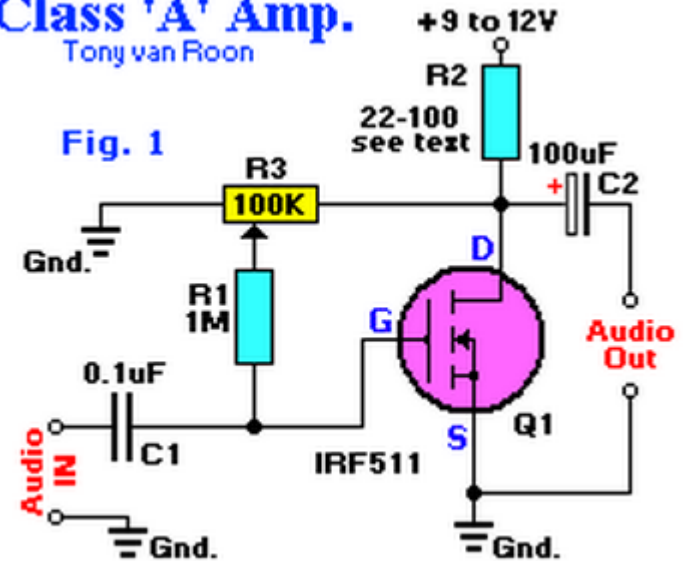 Class 'A' Amp.
Tony van Roon
+9 to 12V
R2
22-100
see text
Fig. 1
100uF
+
C2
R3
100K
Gnd.
D
R1
1M
G
Audio
Out
0.1uF
C1
S
Q1
IRF511
Audio
IN
Gnd.
Gnd.